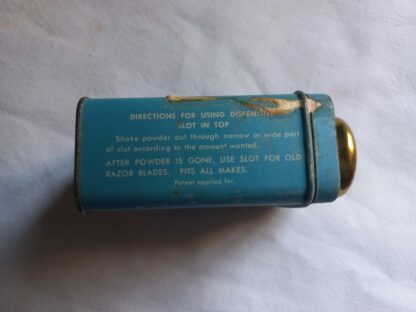 DIRECTIONS FOR USING DISPENSING
SLOT IN TOP
Shake powder out through narrow or wide part
of slot according to the amount wanted.
AFTER POWDER IS GONE, USE SLOT FOR OLD
RAZOR BLADES. FITS ALL MAKES.
Patent applied for.